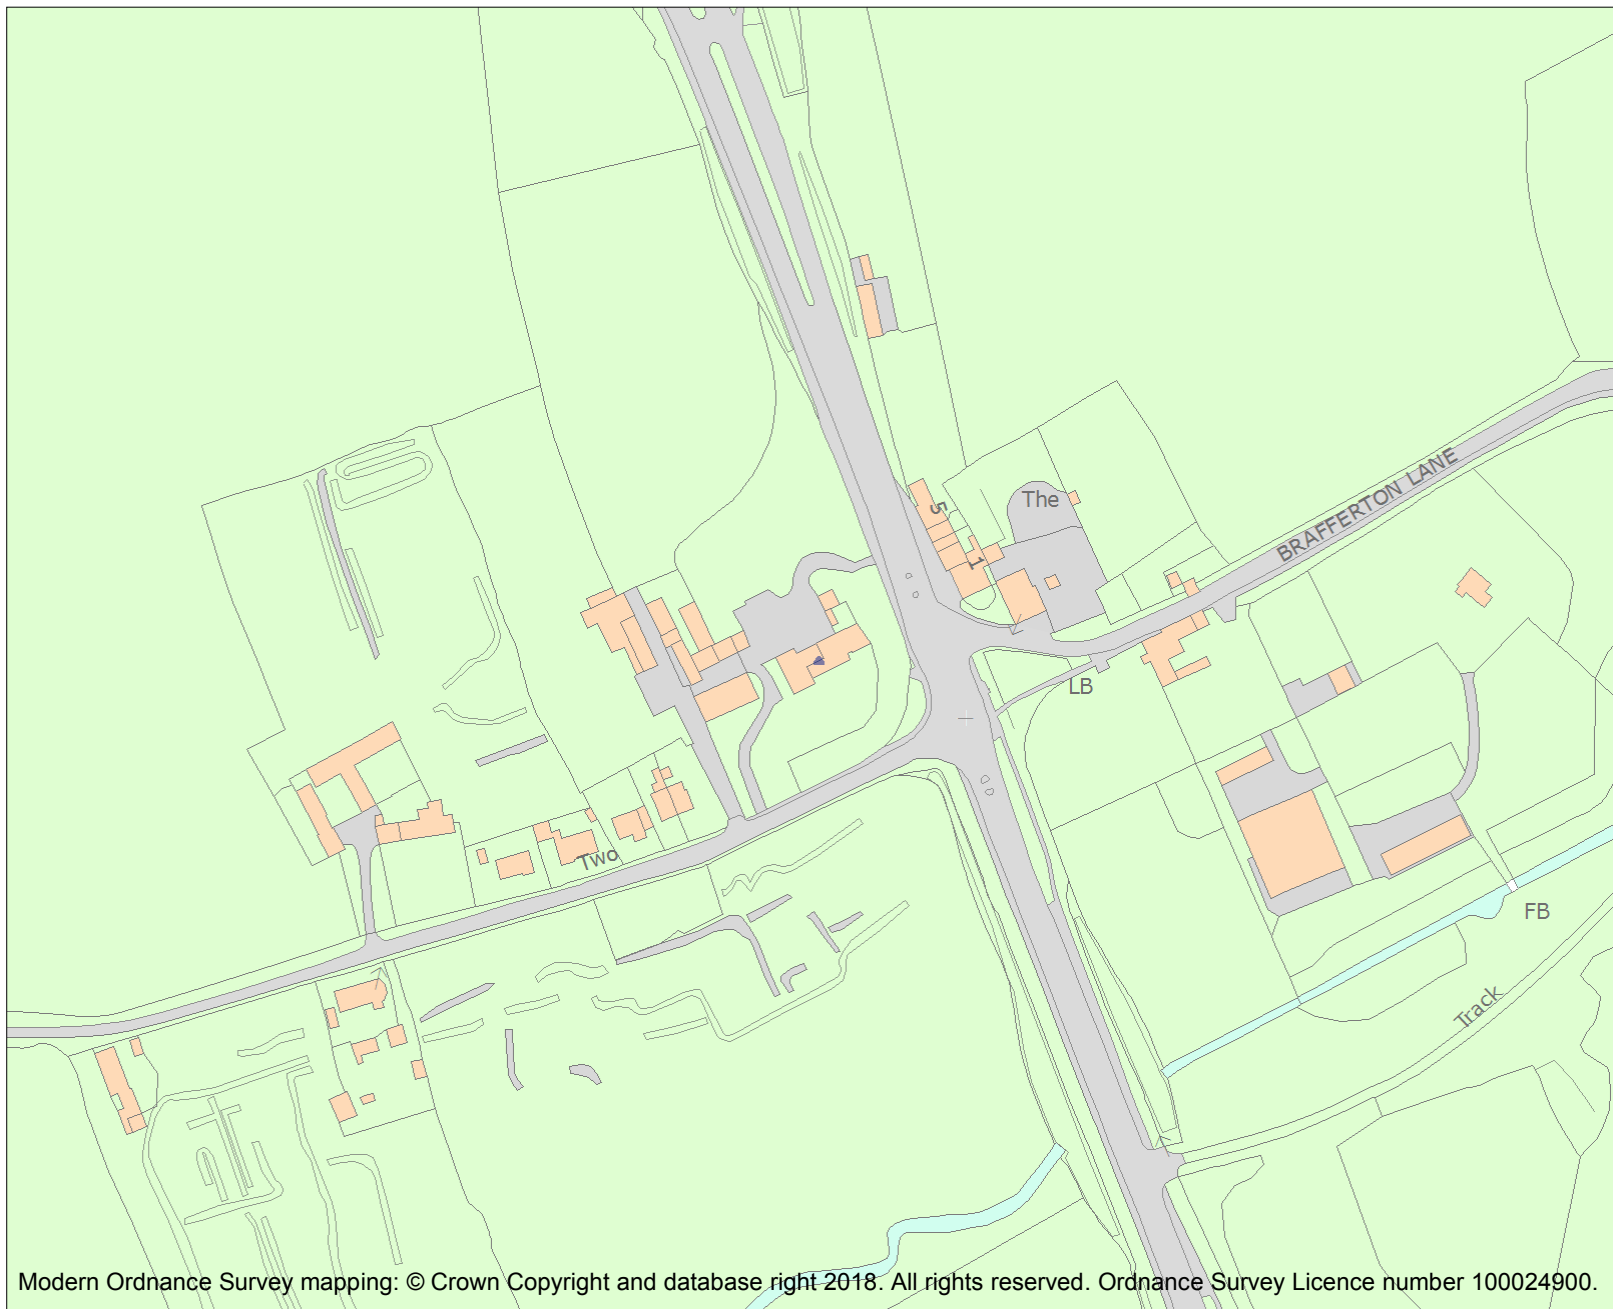 5
The
1
BRAFFERTON LANE
LB
Two
FB
Track
Modern Ordnance Survey mapping: © Crown Copyright and database right 2018. All rights reserved. Ordnance Survey Licence number 100024900.